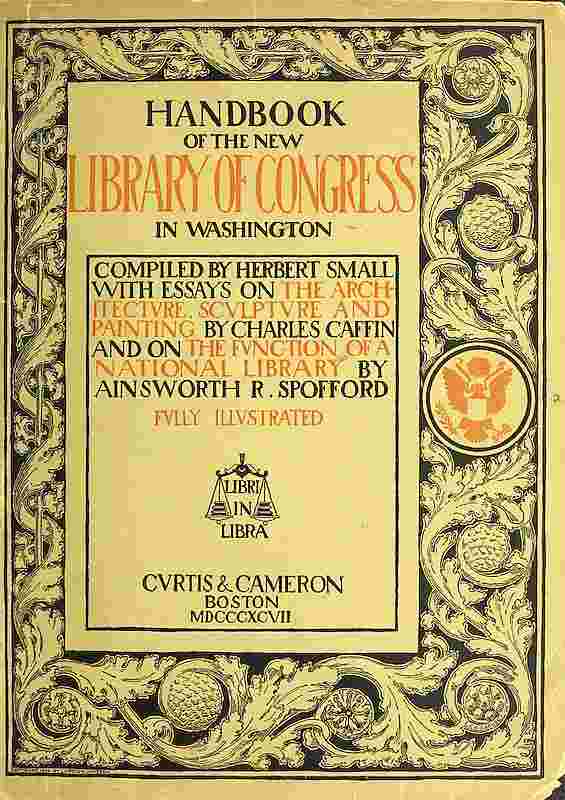 HANDBOOK
OF THE NEW
LIBRARY OF CONGRESS
IN WASHINGTON
COMPILED BY HERBERT SMALL
WITH ESSAYS ON THE ARCH-
ITECTVRE, SCVLPTVRE AND
PAINTING BY CHARLES CAFFIN
AND ON THE FVNCTION OF A
NATIONAL LIBRARY BY
AINSWORTH R. SPOFFORD
FVLLY ILLVSTRATED
LIBRI
IN
LIBRA
CVRTIS & CAMERON
BOSTON
MDCCCXCVII